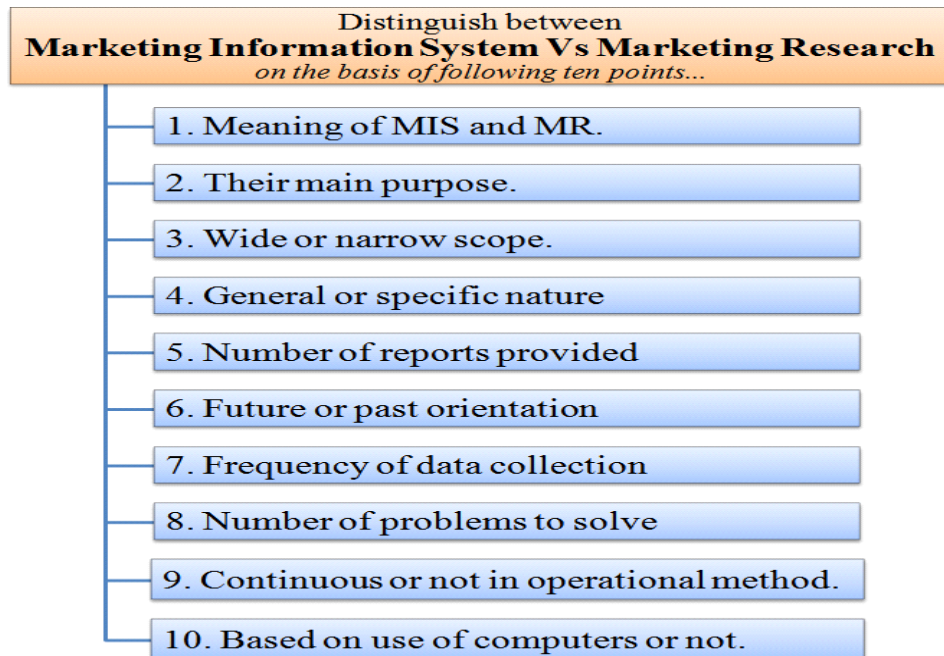 Distinguish between
Marketing Information System Vs Marketing Research
on the basis of following ten points...
1. Meaning of MIS and MR.
2. Their main purpose.
3. Wide or narrow scope.
4. General or specific nature
5. Number of reports provided
6. Future or past orientation
7. Frequency of data collection
8. Number of problems to solve
9. Continuous or not in operational method.
10. Based on use of computers or not.